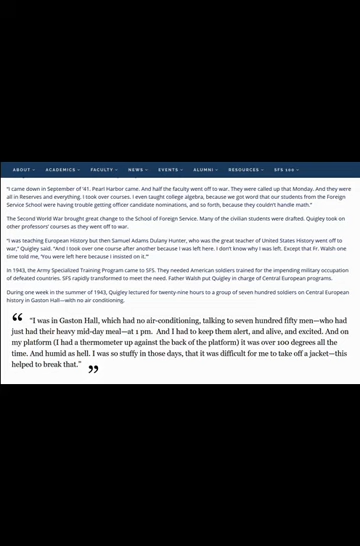 ABOUT ACADEMICS FACULTY NEWS EVENTS ALUMNI RESOURCES SFS 100
"I came down in September of '41. Pearl Harbor came. And half the faculty went off to war. They were called up that Monday. And they were
all in Reserves and everything. I took over courses. I even taught college algebra, because we got word that our students from the Foreign
Service School were having trouble getting officer candidate nominations, and so forth, because they couldn't handle math."
The Second World War brought great change to the School of Foreign Service. Many of the civilian students were drafted. Quigley took on
other professors' courses as they went off to war.
"I was teaching European History but then Samuel Adams Dulany Hunter, who was the great teacher of United States History went off to
war," Quigley said. "And I took over one course after another because I was left here. I don't know why I was left. Except that Fr. Walsh one
time told me, 'You were left here because I insisted on it.'"
In 1943, the Army Specialized Training Program came to SFS. They needed American soldiers trained for the impending military occupation
of defeated countries. SFS rapidly transformed to meet the need. Father Walsh put Quigley in charge of Central European programs.
During one week in the summer of 1943, Quigley lectured for twenty-nine hours to a group of seven hundred soldiers on Central European
history in Gaston Hall—with no air conditioning.
“ "I was in Gaston Hall, which had no air-conditioning, talking to seven hundred fifty men—who had
just had their heavy mid-day meal—at 1 pm. And I had to keep them alert, and alive, and excited. And on
my platform (I had a thermometer up against the back of the platform) it was over 100 degrees all the
time. And humid as hell. I was so stuffy in those days, that it was difficult for me to take off a jacket—this
helped to break that." ”